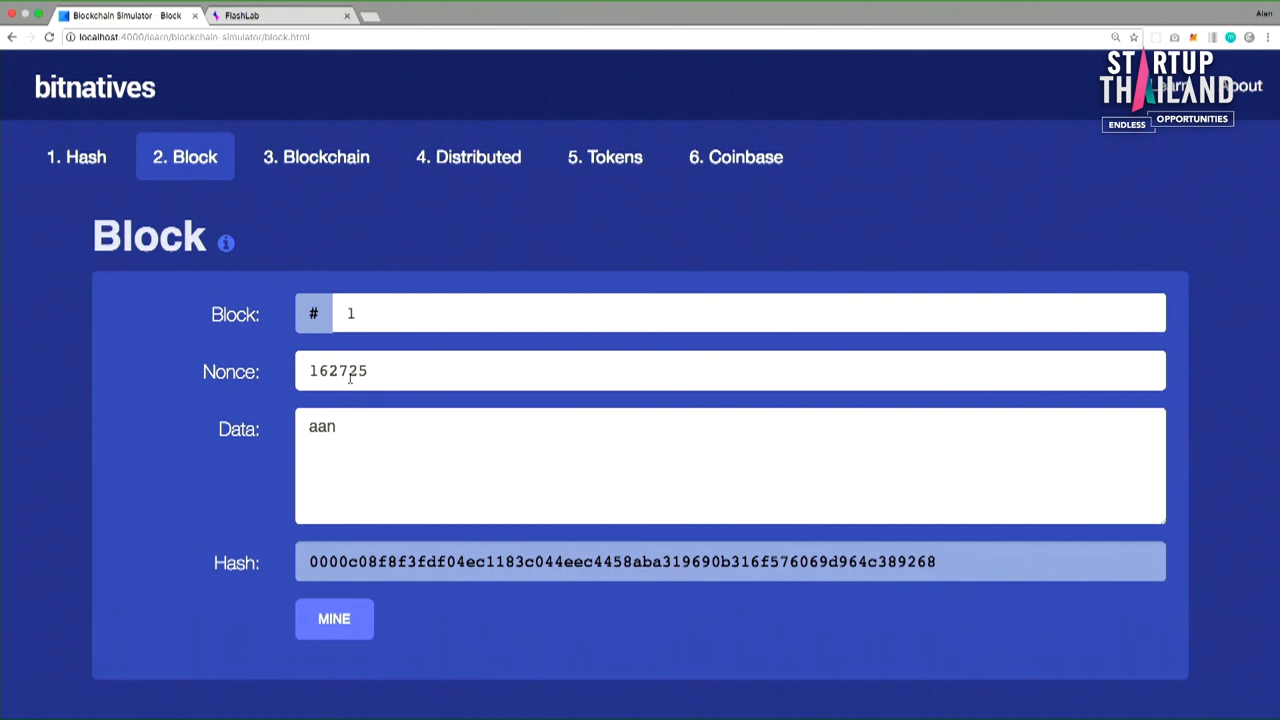 Blockchain Simulator - Block
FlashLab
Alan
localhost:4000/learn/blockchain-simulator/block.html
bitnatives
Learn About
STARTUP
THAILAND
ENDLESS OPPORTUNITIES
1. Hash
2. Block
3. Blockchain
4. Distributed
5. Tokens
6. Coinbase
Block
Block: # 1
Nonce: 162725
Data: aan
Hash: 0000c08f8f3fdf04ec1183c044eec4458aba319690b316f576069d964c389268
MINE